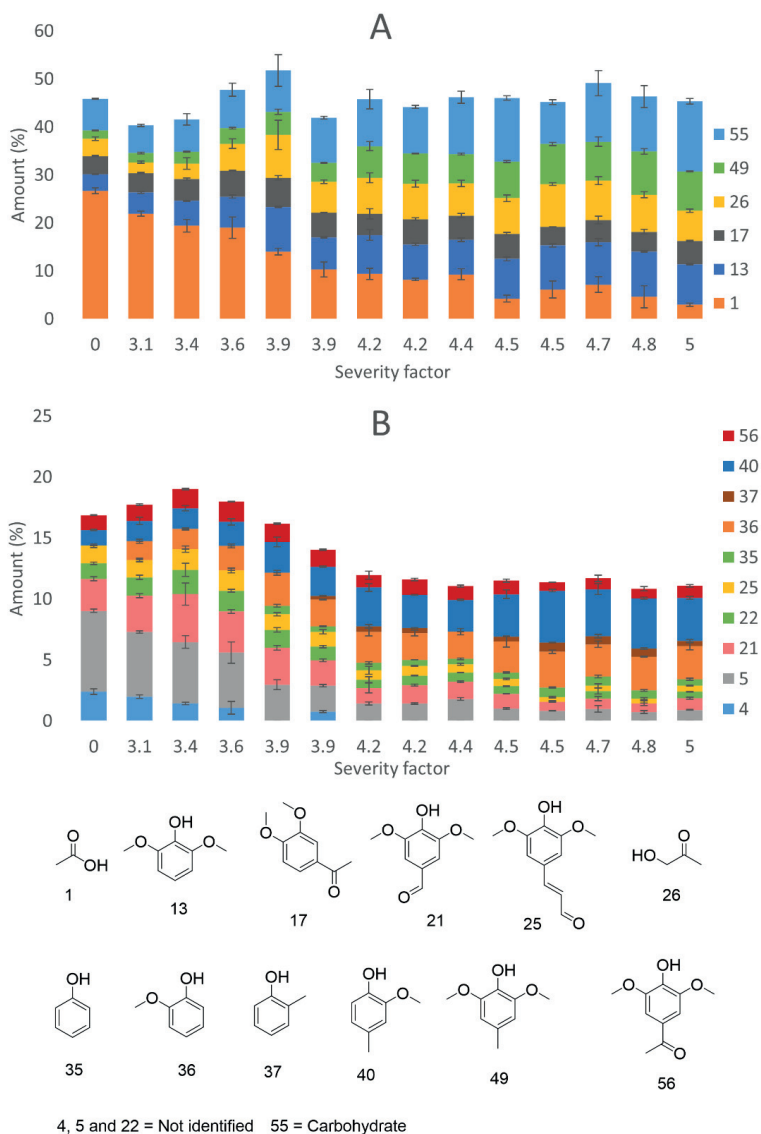 A
60
50
40
30
20
10
0
Amount (%)
0 3.1 3.4 3.6 3.9 3.9 4.2 4.2 4.4 4.5 4.5 4.7 4.8 5
Severity factor
55
49
26
17
13
1
B
25
20
15
10
5
0
Amount (%)
0 3.1 3.4 3.6 3.9 3.9 4.2 4.2 4.4 4.5 4.5 4.7 4.8 5
Severity factor
56
40
37
36
35
25
22
21
5
4
O
OH
1
OH
O O
13
O
O
O
17
OH
O O
O
21
OH
O O
O
25
O
HO
26
OH
35
OH
O
36
OH
37
OH
O
40
OH
O O
49
OH
O O
O
56
4, 5 and 22 = Not identified 55 = Carbohydrate